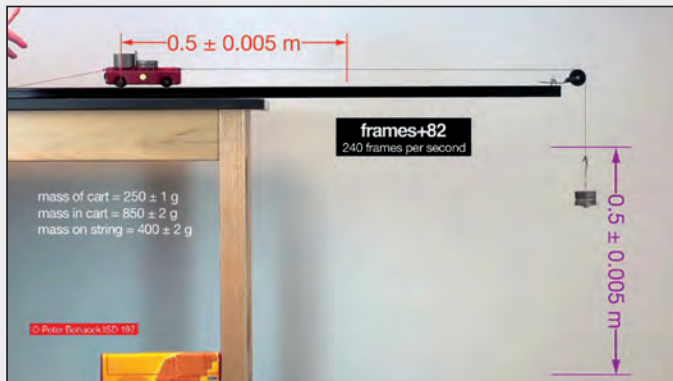 0.5 ± 0.005 m
frames+82
240 frames per second
mass of cart = 250 ± 1 g
mass in cart = 850 ± 2 g
mass on string = 400 ± 2 g
0.5 ± 0.005 m
© Peter Bohacek ISD 197